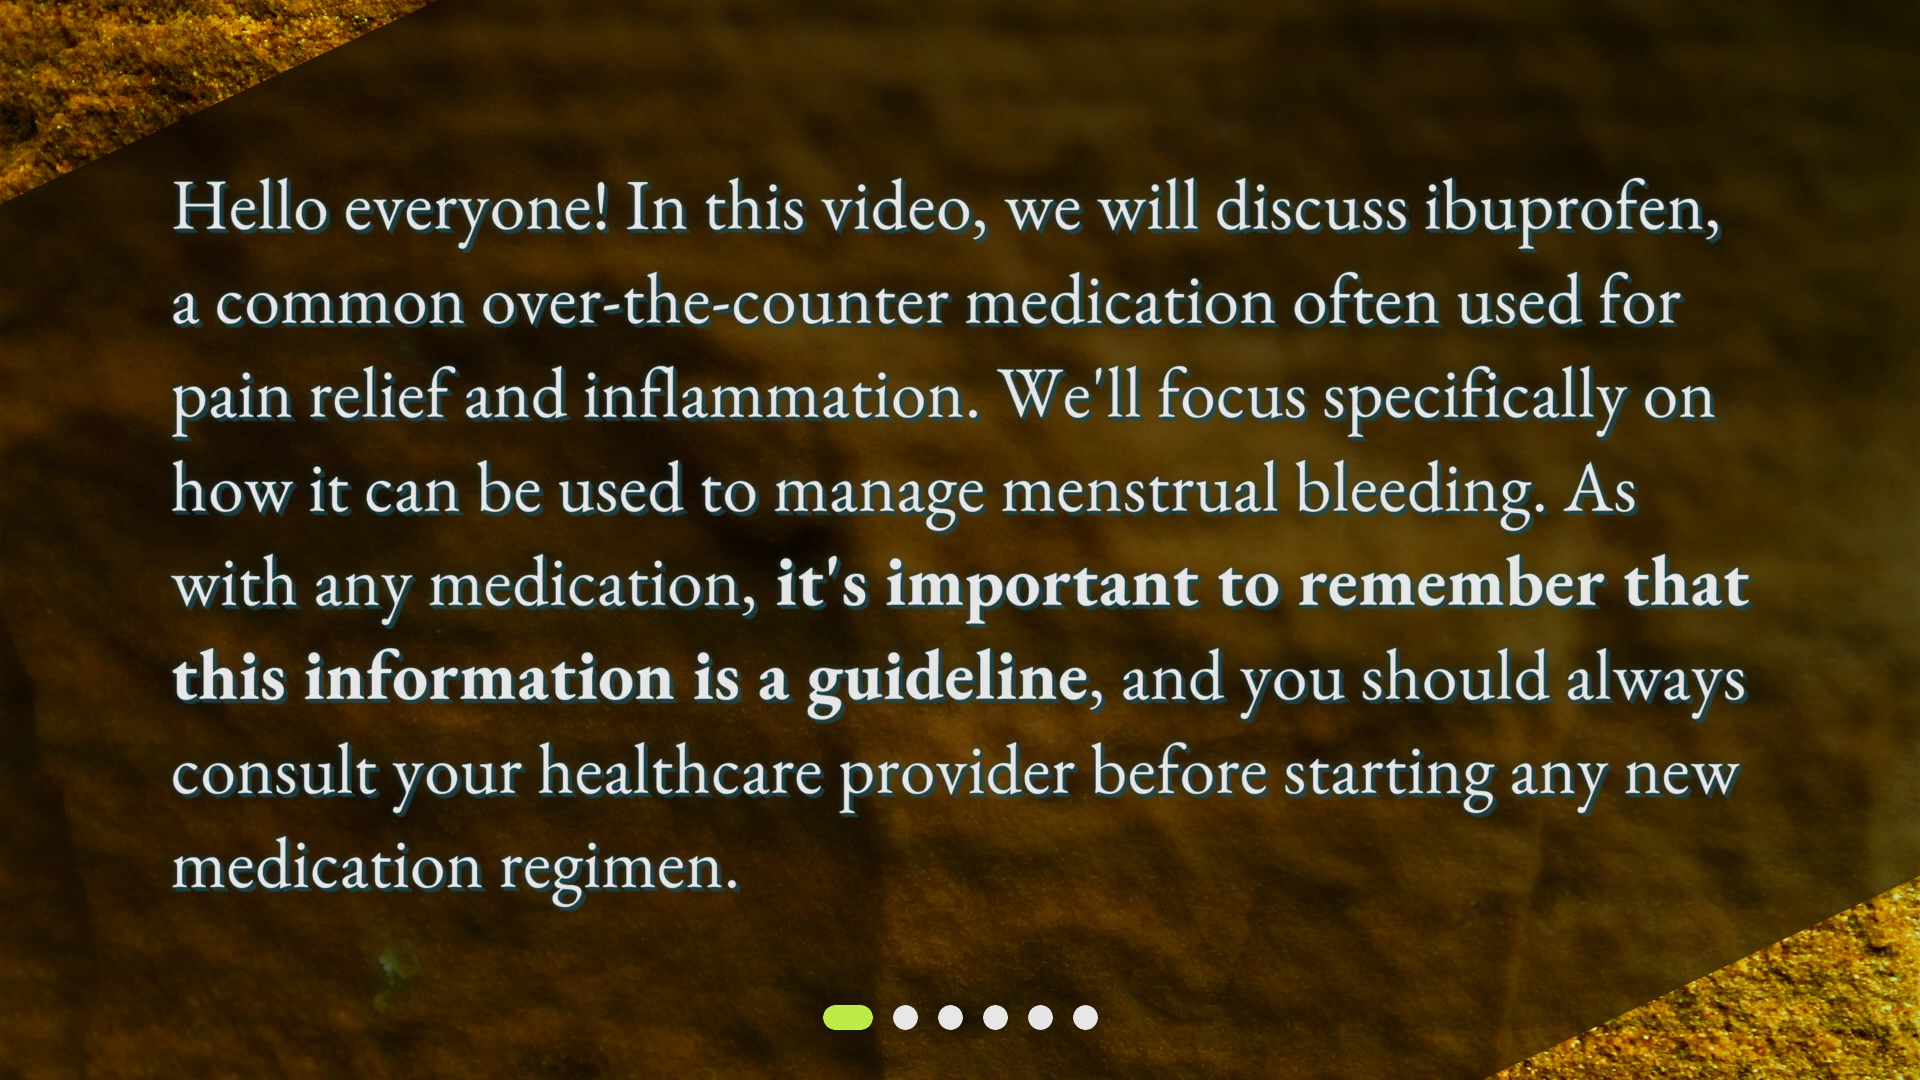 Hello everyone! In this video, we will discuss ibuprofen,
a common over-the-counter medication often used for
pain relief and inflammation. We'll focus specifically on
how it can be used to manage menstrual bleeding. As
with any medication, it's important to remember that
this information is a guideline, and you should always
consult your healthcare provider before starting any new
medication regimen.